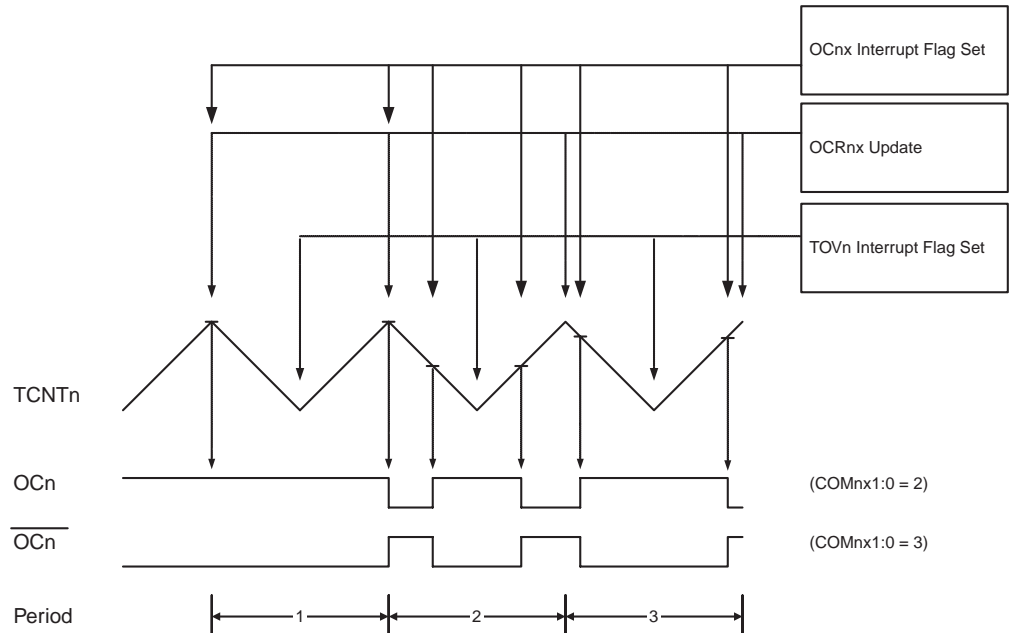 OCnx Interrupt Flag Set
OCRnx Update
TOVn Interrupt Flag Set
TCNTn
OCn
(COMnx1:0 = 2)
OCn
(COMnx1:0 = 3)
Period
1
2
3